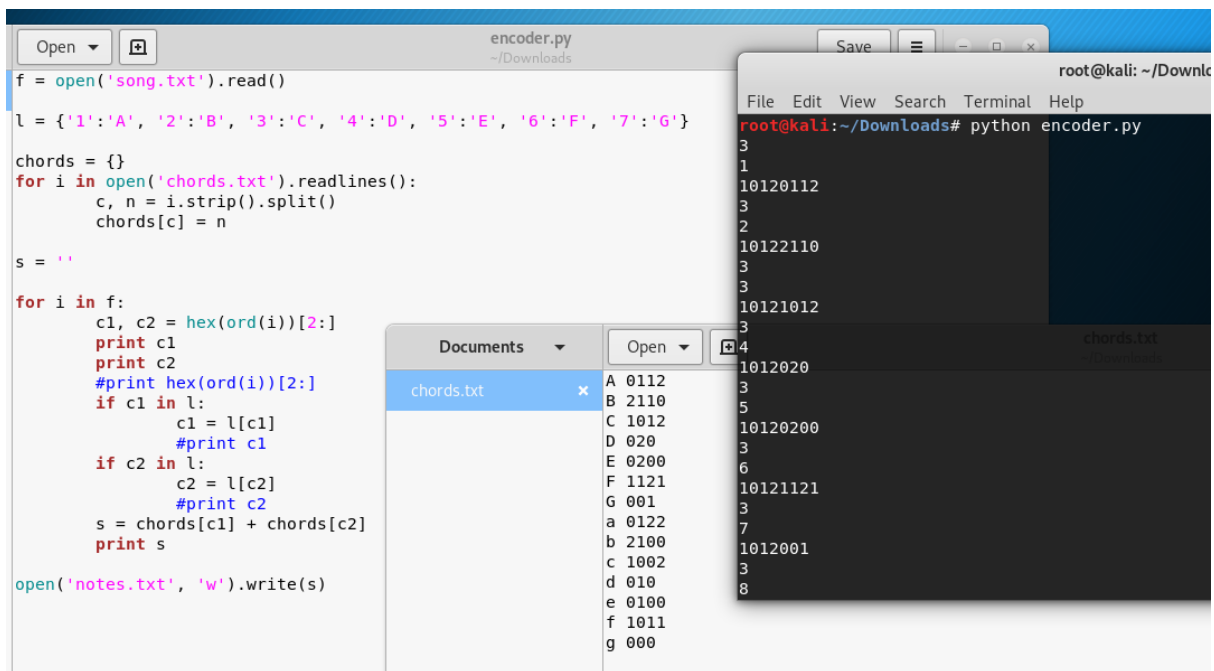 Open
encoder.py
~/Downloads
Save
f = open('song.txt').read()
l = {'1':'A', '2':'B', '3':'C', '4':'D', '5':'E', '6':'F', '7':'G'}
chords = {}
for i in open('chords.txt').readlines():
c, n = i.strip().split()
chords[c] = n
s = ''
for i in f:
c1, c2 = hex(ord(i))[2:]
print c1
print c2
#print hex(ord(i))[2:]
if c1 in l:
c1 = l[c1]
#print c1
if c2 in l:
c2 = l[c2]
#print c2
s = chords[c1] + chords[c2]
print s
open('notes.txt', 'w').write(s)
Documents
Open
chords.txt
~/Downloads
chords.txt
A 0112
B 2110
C 1012
D 020
E 0200
F 1121
G 001
a 0122
b 2100
c 1002
d 010
e 0100
f 1011
g 000
root@kali: ~/Downlo
File Edit View Search Terminal Help
root@kali:~/Downloads# python encoder.py
3
1
10120112
3
2
10122110
3
3
10121012
3
4
1012020
3
5
10120200
3
6
10121121
3
7
1012001
3
8